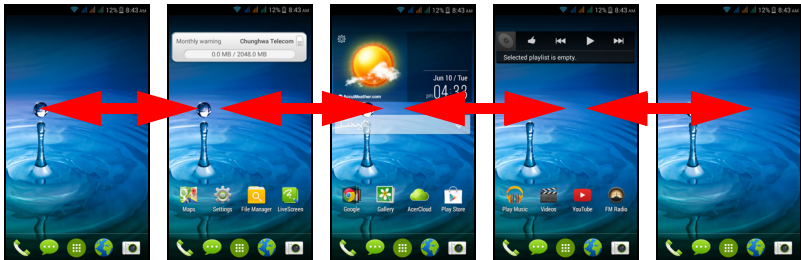 12% 8:43 AM
12% 8:43 AM
Monthly warning Chunghwa Telecom
0.0 MB / 2048.0 MB
Maps Settings File Manager LiveScreen
12% 8:43 AM
Jun 10 / Tue
pm 04:33
Google Gallery AcerCloud Play Store
12% 8:43 AM
Selected playlist is empty.
Play Music Videos YouTube FM Radio
12% 8:43 AM